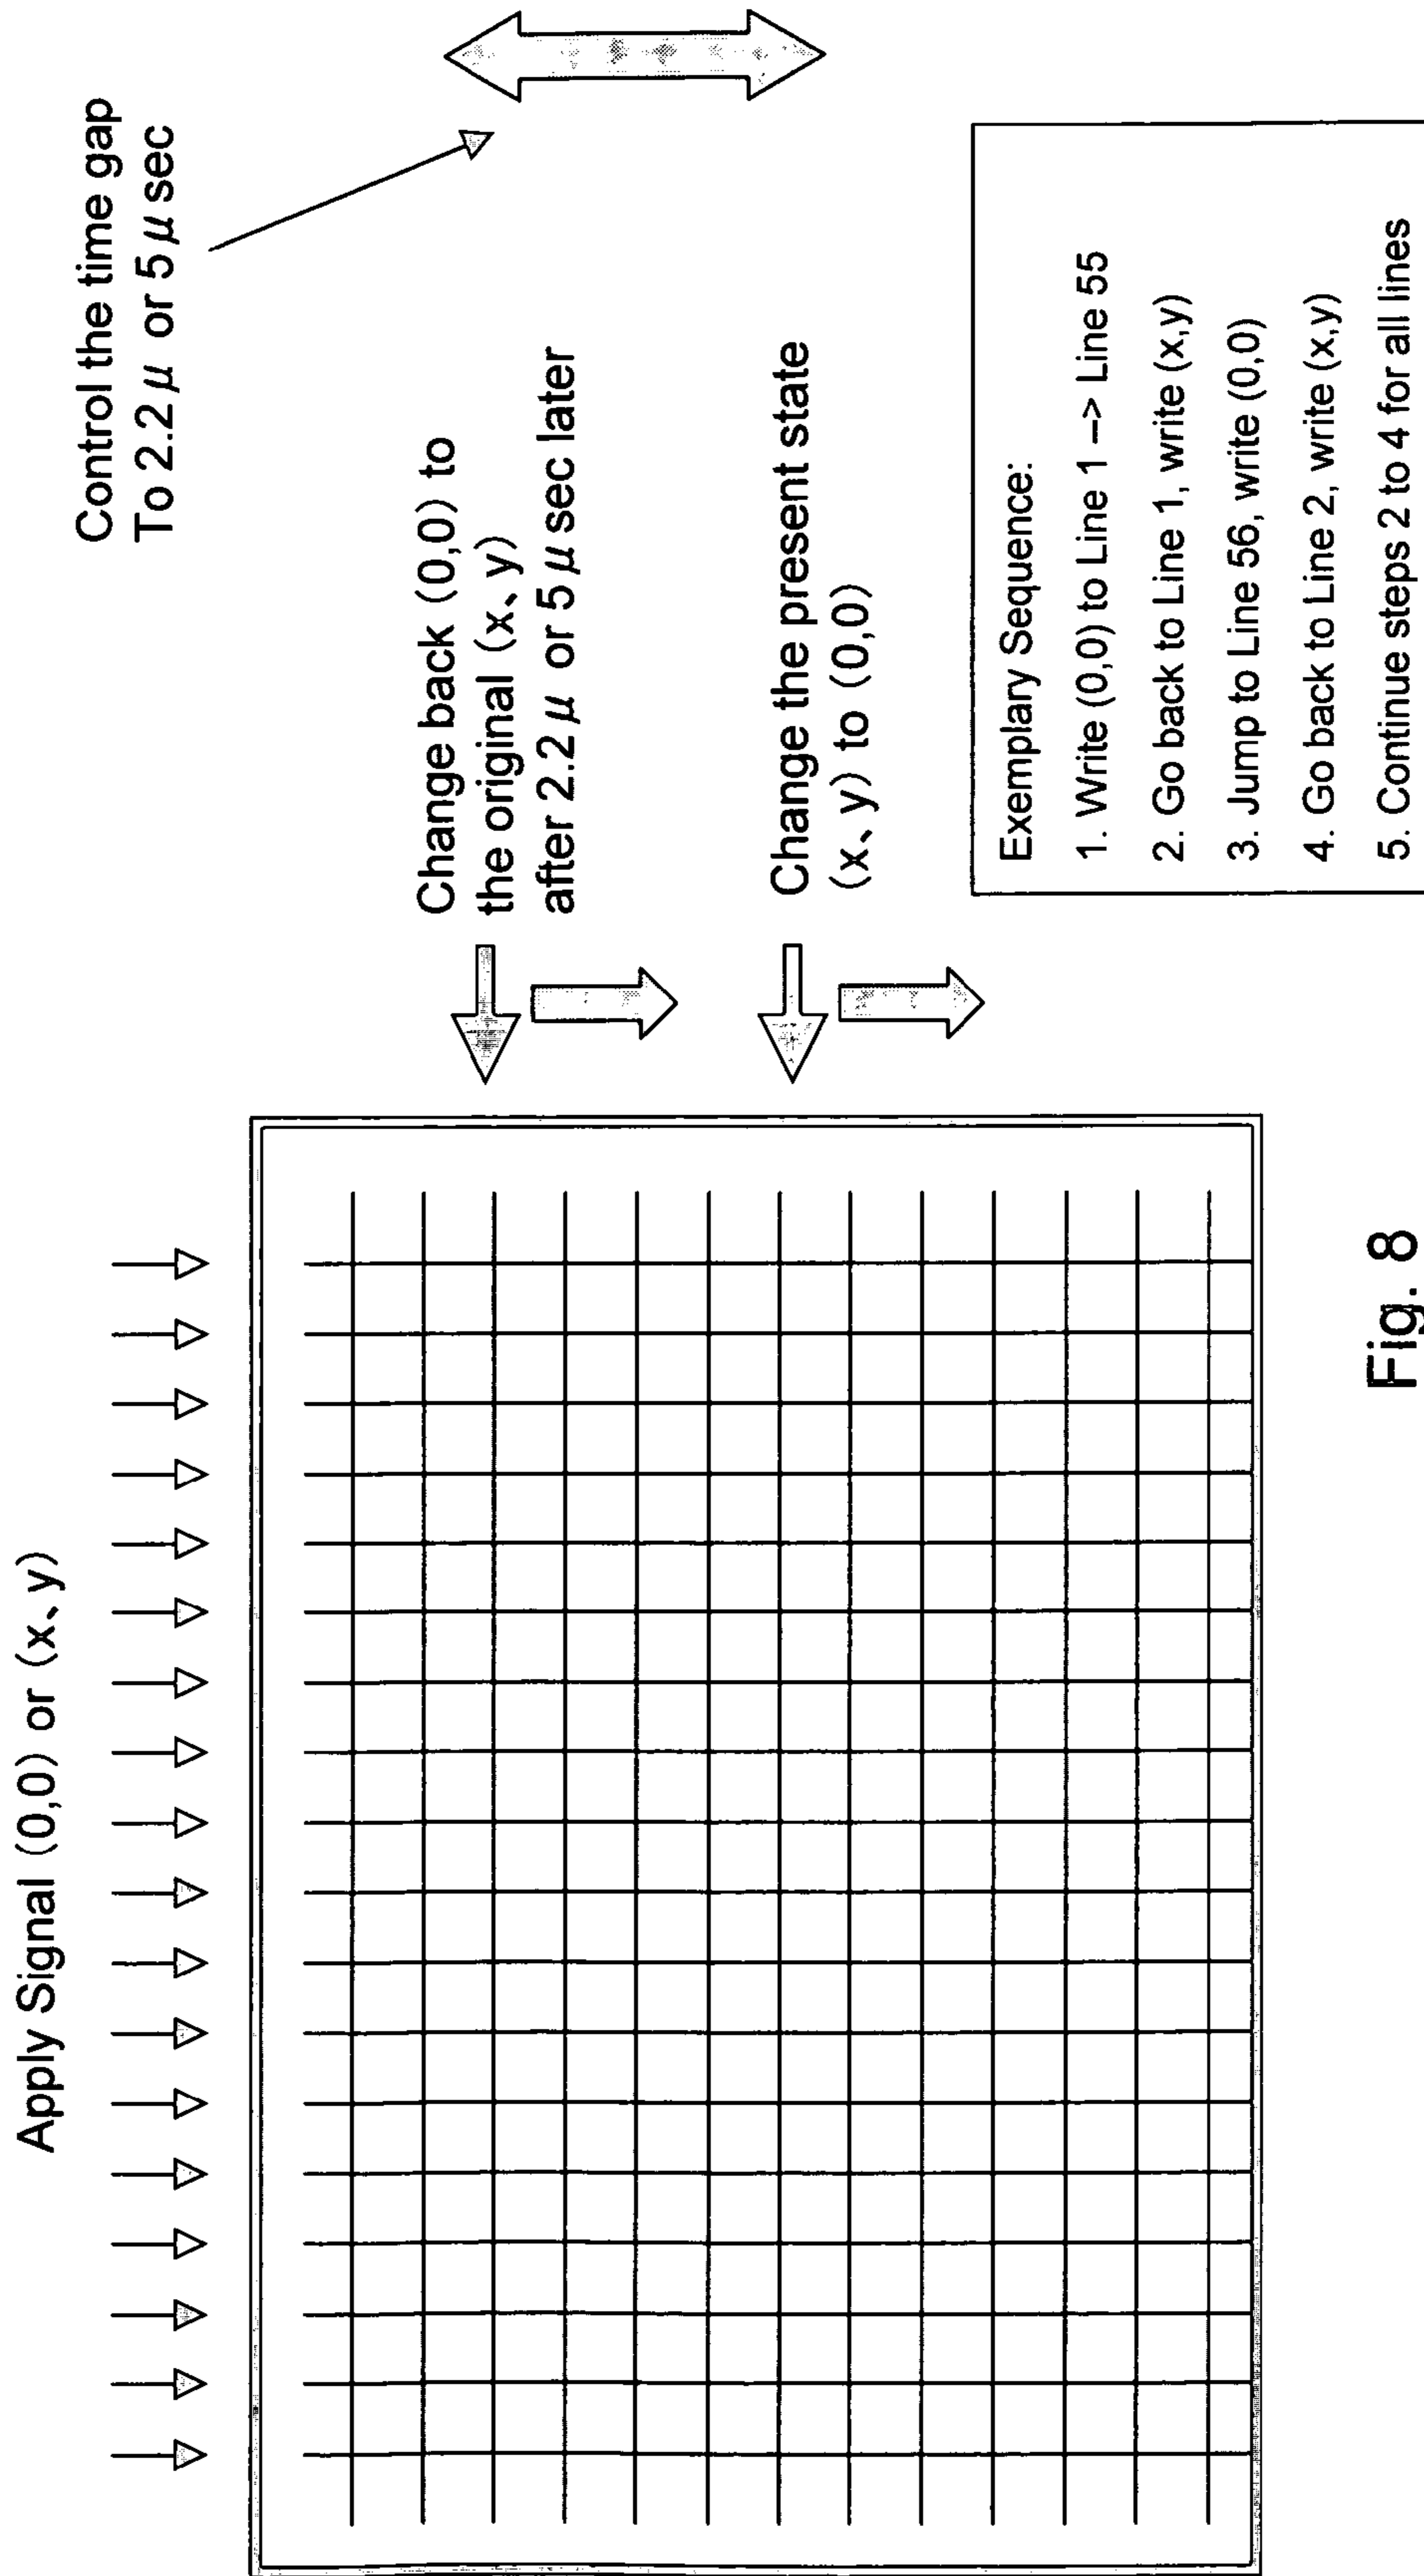 Apply Signal (0,0) or (x、y)
Control the time gap
To 2.2 μ or 5 μ sec
Change back (0,0) to
the original (x、y)
after 2.2 μ or 5 μ sec later
Change the present state
(x、y) to (0,0)
Exemplary Sequence:
1. Write (0,0) to Line 1 –> Line 55
2. Go back to Line 1, write (x,y)
3. Jump to Line 56, write (0,0)
4. Go back to Line 2, write (x,y)
5. Continue steps 2 to 4 for all lines
Fig. 8